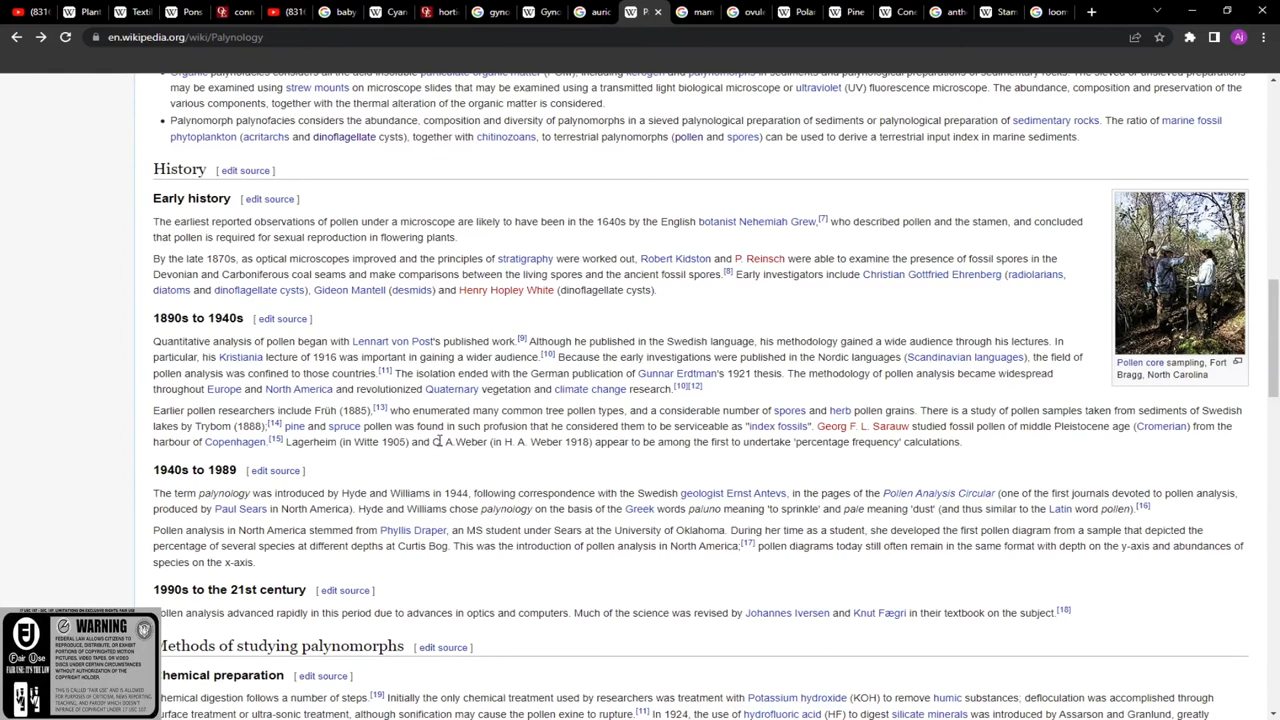 (831(
Plant
Textil
Pons
conn
(831(
baby
Cyan
horti
gyno
Gyno
auric
P
mam
ovule
Polar
Pine
Cone
anth
Stam
loom
en.wikipedia.org/wiki/Palynology
Aj
• Organic palynofacies considers all the acid insoluble particulate organic matter (POM), including kerogen and palynomorphs in sediments and palynological preparations of sedimentary rocks. The sieved or unsieved preparations
may be examined using strew mounts on microscope slides that may be examined using a transmitted light biological microscope or ultraviolet (UV) fluorescence microscope. The abundance, composition and preservation of the
various components, together with the thermal alteration of the organic matter is considered.
• Palynomorph palynofacies considers the abundance, composition and diversity of palynomorphs in a sieved palynological preparation of sediments or palynological preparation of sedimentary rocks. The ratio of marine fossil
phytoplankton (acritarchs and dinoflagellate cysts), together with chitinozoans, to terrestrial palynomorphs (pollen and spores) can be used to derive a terrestrial input index in marine sediments.
History [ edit source ]
Early history [ edit source ]
The earliest reported observations of pollen under a microscope are likely to have been in the 1640s by the English botanist Nehemiah Grew,[7] who described pollen and the stamen, and concluded
that pollen is required for sexual reproduction in flowering plants.
By the late 1870s, as optical microscopes improved and the principles of stratigraphy were worked out, Robert Kidston and P. Reinsch were able to examine the presence of fossil spores in the
Devonian and Carboniferous coal seams and make comparisons between the living spores and the ancient fossil spores.[8] Early investigators include Christian Gottfried Ehrenberg (radiolarians,
diatoms and dinoflagellate cysts), Gideon Mantell (desmids) and Henry Hopley White (dinoflagellate cysts).
Pollen core sampling, Fort
Bragg, North Carolina
1890s to 1940s [ edit source ]
Quantitative analysis of pollen began with Lennart von Post's published work.[9] Although he published in the Swedish language, his methodology gained a wide audience through his lectures. In
particular, his Kristiania lecture of 1916 was important in gaining a wider audience.[10] Because the early investigations were published in the Nordic languages (Scandinavian languages), the field of
pollen analysis was confined to those countries.[11] The isolation ended with the German publication of Gunnar Erdtman's 1921 thesis. The methodology of pollen analysis became widespread
throughout Europe and North America and revolutionized Quaternary vegetation and climate change research.[10][12]
Earlier pollen researchers include Früh (1885),[13] who enumerated many common tree pollen types, and a considerable number of spores and herb pollen grains. There is a study of pollen samples taken from sediments of Swedish
lakes by Trybom (1888);[14] pine and spruce pollen was found in such profusion that he considered them to be serviceable as "index fossils". Georg F. L. Sarauw studied fossil pollen of middle Pleistocene age (Cromerian) from the
harbour of Copenhagen.[15] Lagerheim (in Witte 1905) and C. A.Weber (in H. A. Weber 1918) appear to be among the first to undertake 'percentage frequency' calculations.
1940s to 1989 [ edit source ]
The term palynology was introduced by Hyde and Williams in 1944, following correspondence with the Swedish geologist Ernst Antevs, in the pages of the Pollen Analysis Circular (one of the first journals devoted to pollen analysis,
produced by Paul Sears in North America). Hyde and Williams chose palynology on the basis of the Greek words paluno meaning 'to sprinkle' and pale meaning 'dust' (and thus similar to the Latin word pollen).[16]
Pollen analysis in North America stemmed from Phyllis Draper, an MS student under Sears at the University of Oklahoma. During her time as a student, she developed the first pollen diagram from a sample that depicted the
percentage of several species at different depths at Curtis Bog. This was the introduction of pollen analysis in North America;[17] pollen diagrams today still often remain in the same format with depth on the y-axis and abundances of
species on the x-axis.
1990s to the 21st century [ edit source ]
ollen analysis advanced rapidly in this period due to advances in optics and computers. Much of the science was revised by Johannes Iversen and Knut Fægri in their textbook on the subject.[18]
Methods of studying palynomorphs [ edit source ]
hemical preparation [ edit source ]
hemical digestion follows a number of steps.[19] Initially the only chemical treatment used by researchers was treatment with Potassium hydroxide (KOH) to remove humic substances; defloculation was accomplished through
urface treatment or ultra-sonic treatment, although sonification may cause the pollen exine to rupture.[11] In 1924, the use of hydrofluoric acid (HF) to digest silicate minerals was introduced by Assarson and Granlund, greatly
WARNING
FEDERAL LAW ALLOWS CITIZENS TO
REPRODUCE, DISTRIBUTE, OR EXHIBIT
PORTIONS OF COPYRIGHTED MOTION
PICTURES, VIDEO TAPES, OR VIDEO
DISCS UNDER CERTAIN CIRCUMSTANCES
WITHOUT AUTHORIZATION OF THE
COPYRIGHT HOLDER.
Fair Use
FAIR USE: IT'S THE LAW